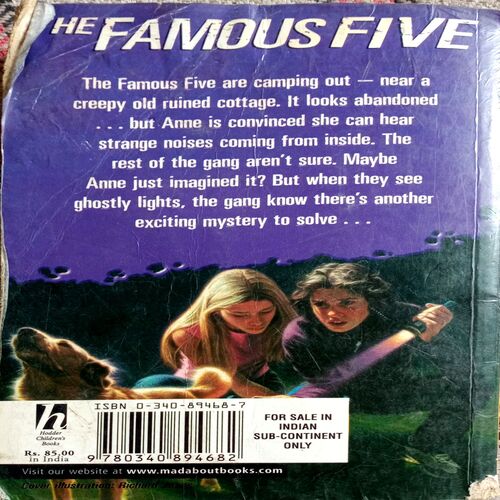 HE FAMOUS FIVE
The Famous Five are camping out — near a
creepy old ruined cottage. It looks abandoned
. . . but Anne is convinced she can hear
strange noises coming from inside. The
rest of the gang aren't sure. Maybe
Anne just imagined it? But when they see
ghostly lights, the gang know there's another
exciting mystery to solve . . .
h
Hodder
Children's
Books
Rs. 85.00
in India
ISBN 0-340-89468-7
9 780340 894682
FOR SALE IN
INDIAN
SUB-CONTINENT
ONLY
Visit our website at www.madaboutbooks.com
Cover illustration: Richard